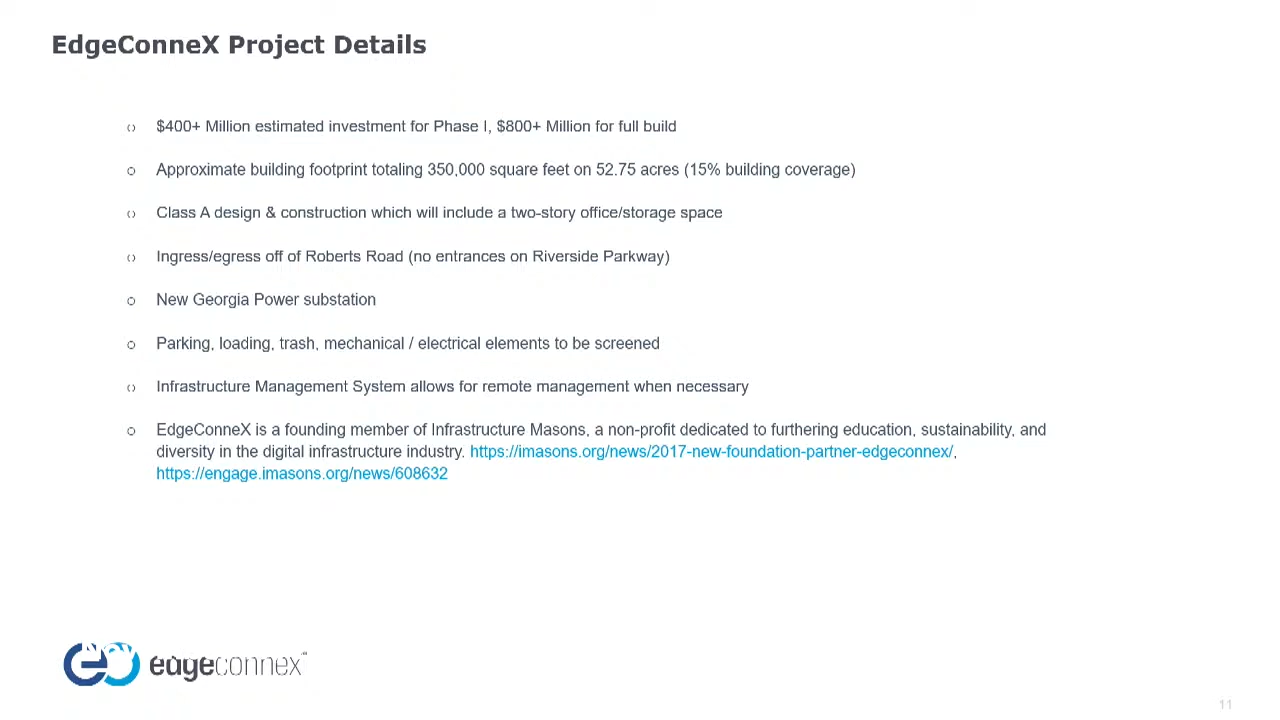 EdgeConneX Project Details
$400+ Million estimated investment for Phase I, $800+ Million for full build
Approximate building footprint totaling 350,000 square feet on 52.75 acres (15% building coverage)
Class A design & construction which will include a two-story office/storage space
Ingress/egress off of Roberts Road (no entrances on Riverside Parkway)
New Georgia Power substation
Parking, loading, trash, mechanical / electrical elements to be screened
Infrastructure Management System allows for remote management when necessary
EdgeConneX is a founding member of Infrastructure Masons, a non-profit dedicated to furthering education, sustainability, and
diversity in the digital infrastructure industry. https://imasons.org/news/2017-new-foundation-partner-edgeconnex/,
https://engage.imasons.org/news/608632
edgeconnex
11